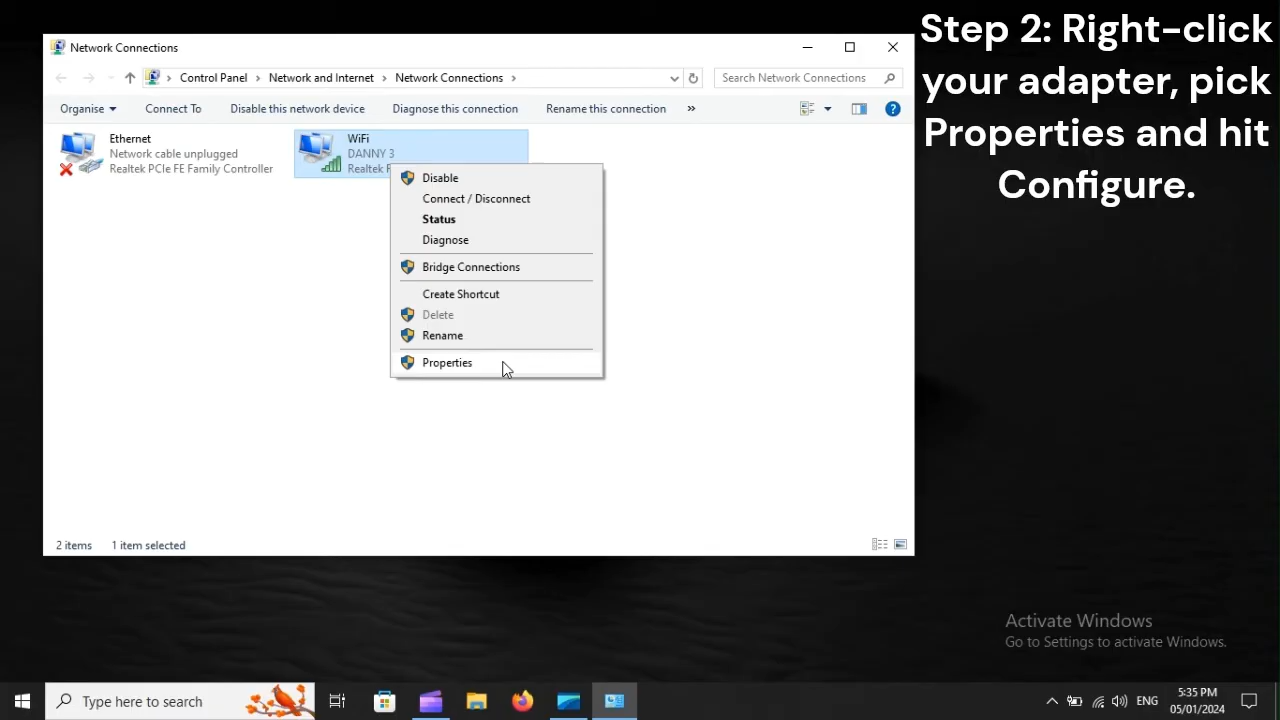 Step 2: Right-click
your adapter, pick
Properties and hit
Configure.
Network Connections
Control Panel > Network and Internet > Network Connections >
Search Network Connections
Organise
Connect To
Disable this network device
Diagnose this connection
Rename this connection
»
Ethernet
Network cable unplugged
Realtek PCIe FE Family Controller
WiFi
DANNY 3
Realtek
Disable
Connect / Disconnect
Status
Diagnose
Bridge Connections
Create Shortcut
Delete
Rename
Properties
2 items
1 item selected
Activate Windows
Go to Settings to activate Windows.
Type here to search
ENG
5:35 PM
05/01/2024